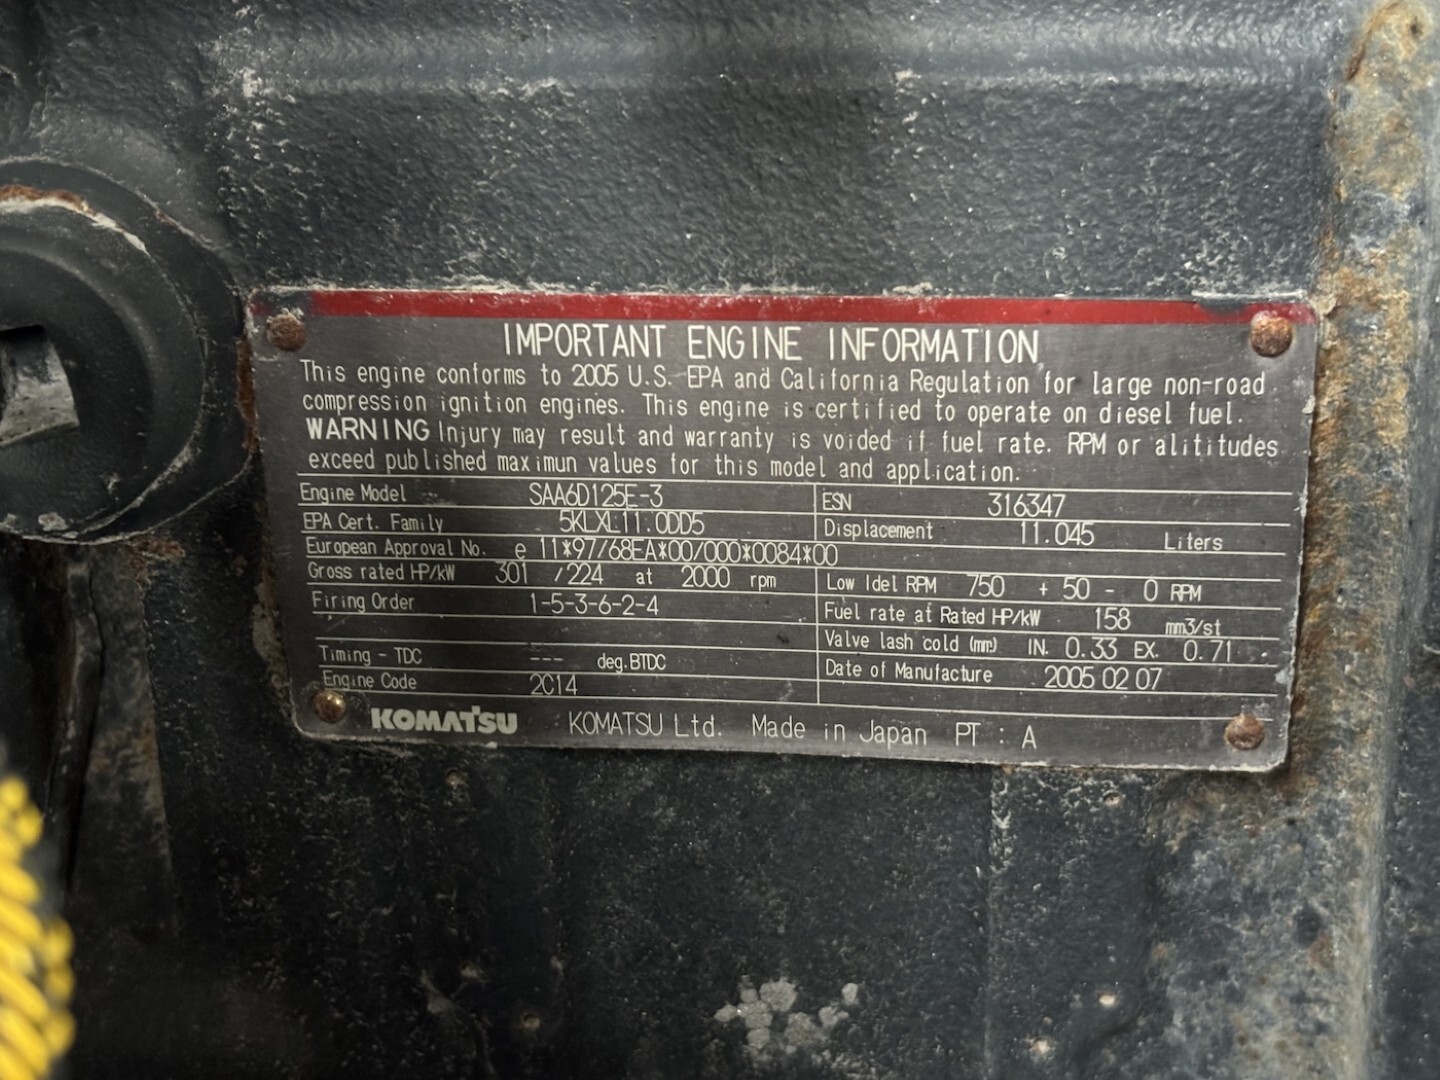 IMPORTANT ENGINE INFORMATION
This engine conforms to 2005 U.S. EPA and California Regulation for large non-road
compression ignition engines. This engine is certified to operate on diesel fuel.
WARNING Injury may result and warranty is voided if fuel rate. RPM or alititudes
exceed published maximun values for this model and application.
Engine Model SAA6D125E-3 ESN 316347
EPA Cert. Family 5KLXL11.0DD5 Displacement 11.045 Liters
European Approval No. e 11*97/68EA*00/000*0084*00
Gross rated HP/kW 301 /224 at 2000 rpm Low Idel RPM 750 + 50 - 0 RPM
Firing Order 1-5-3-6-2-4 Fuel rate at Rated HP/kW 158 mm3/st
Valve lash cold (mm) IN. 0.33 EX. 0.71
Timing - TDC --- deg.BTDC Date of Manufacture 2005 02 07
Engine Code 2C14
KOMATSU KOMATSU Ltd. Made in Japan PT : A